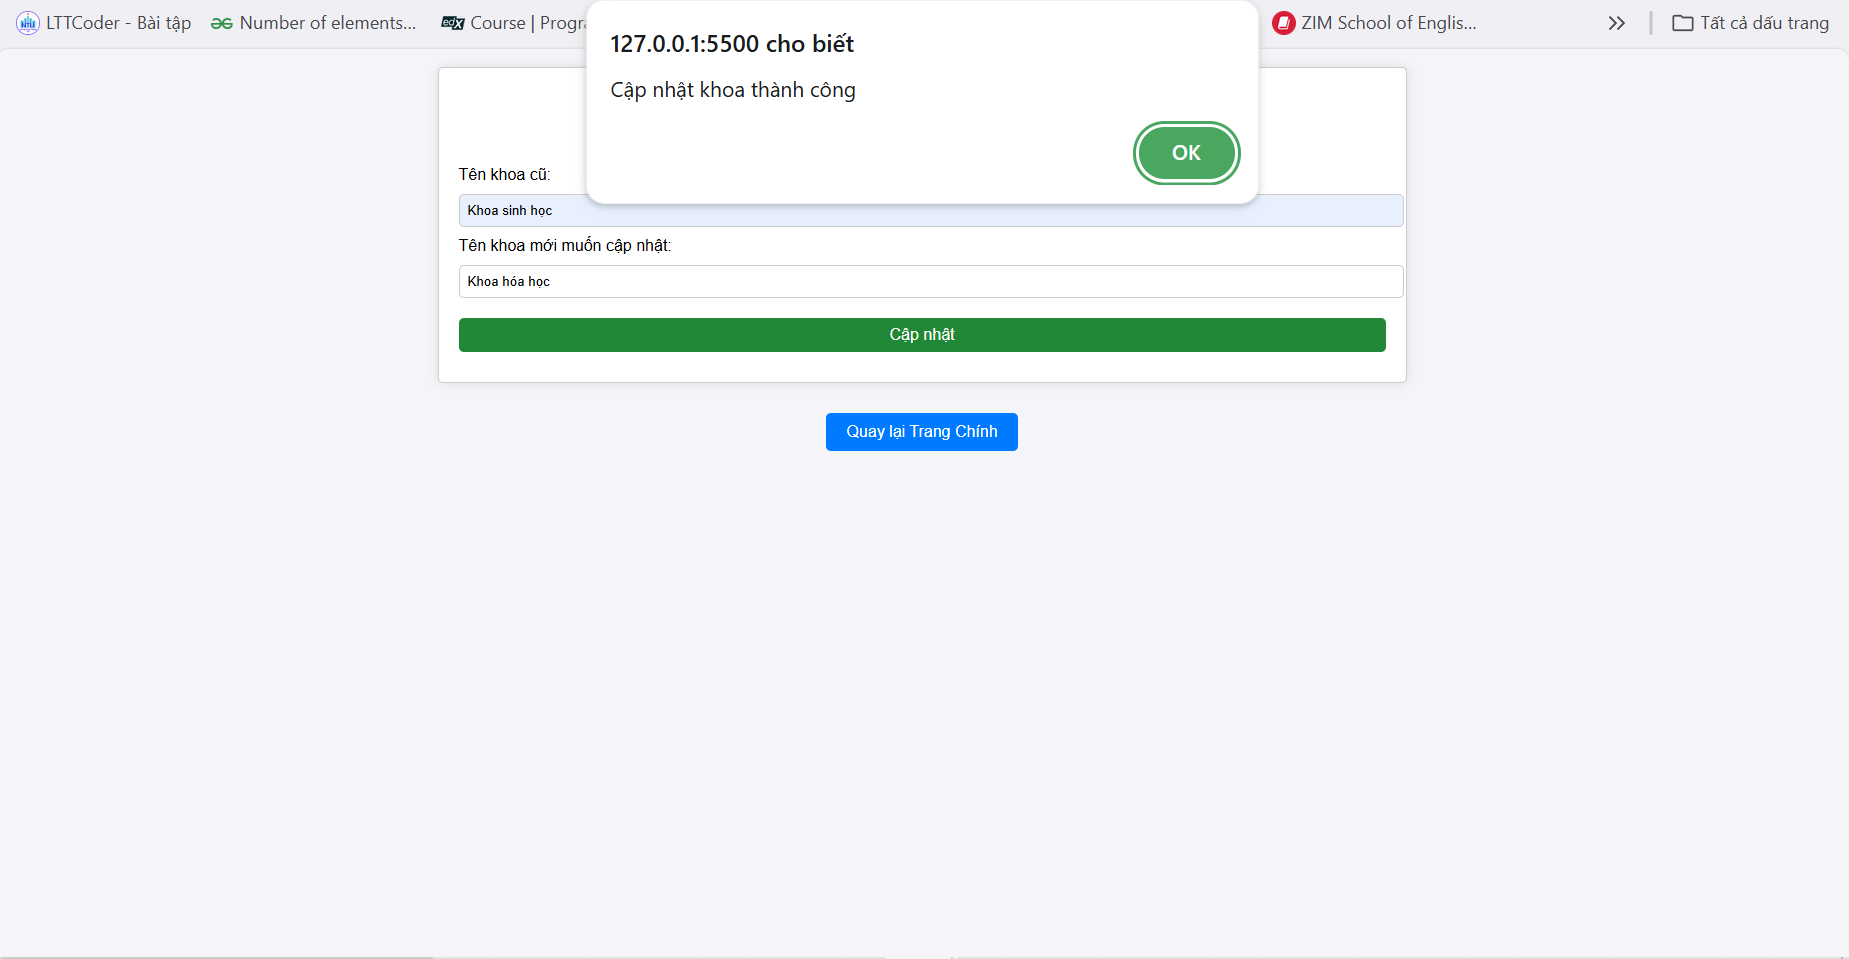 LTTCoder - Bài tập
Number of elements...
edX Course | Progra
ZIM School of Englis...
Tất cả dấu trang
127.0.0.1:5500 cho biết
Cập nhật khoa thành công
OK
Tên khoa cũ:
Khoa sinh học
Tên khoa mới muốn cập nhật:
Khoa hóa học
Cập nhật
Quay lại Trang Chính